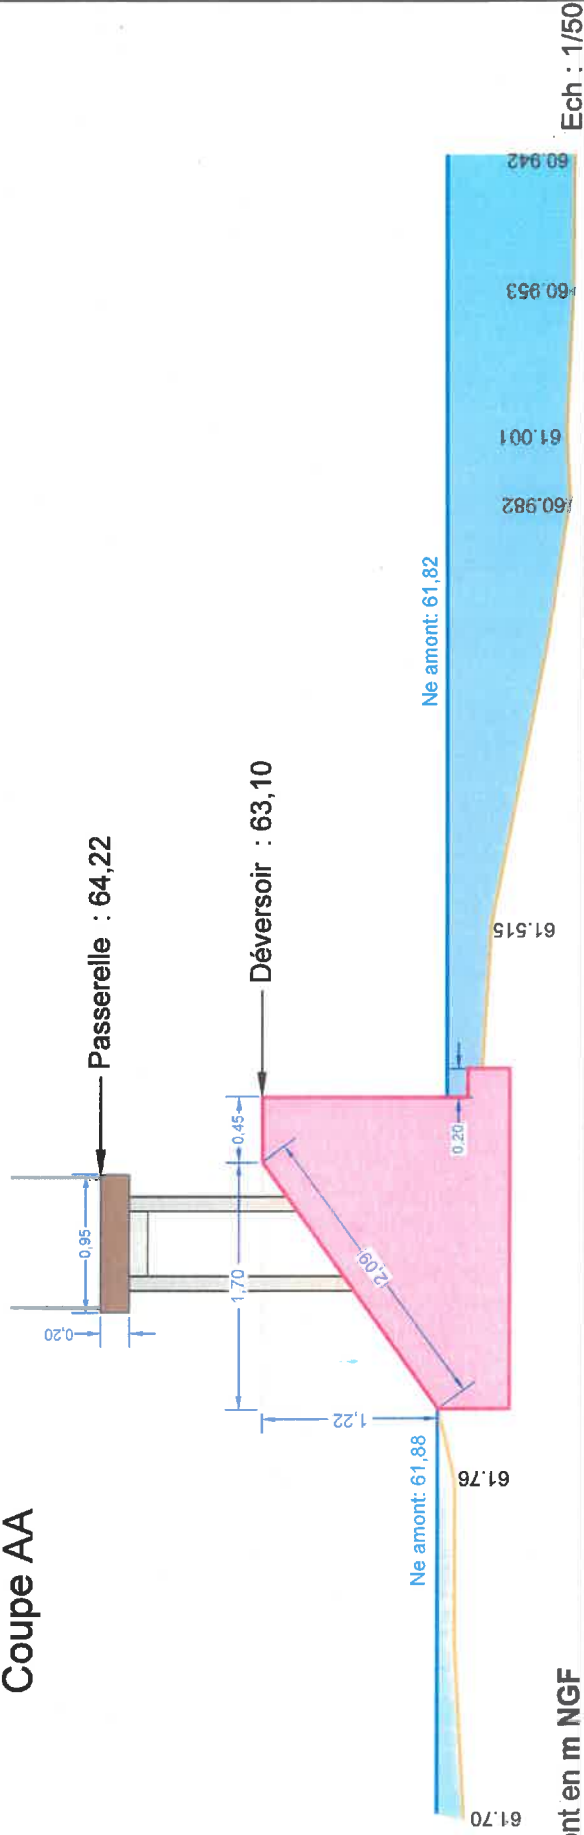 Coupe AA
Passerelle : 64,22
0,95
0,20
Déversoir : 63,10
0,45
1,70
2,09
1,22
0,20
Ne amont: 61,88
Ne amont: 61,82
61.70
61.76
61.515
60.982
61.001
60.953
60.942
ont en m NGF
Ech : 1/50